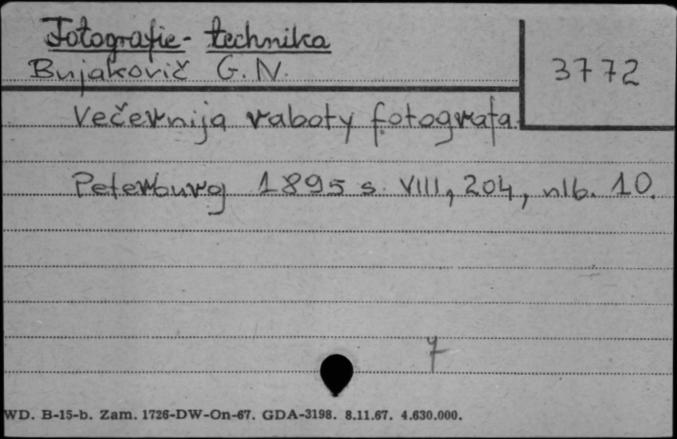 Fotografie - technika
Bujakovič G. N.
3772
Večernija raboty fotografa.
Peterburg 1895 s. VIII, 204, nlb. 10.
7
WD. B-15-b. Zam. 1726-DW-On-67. GDA-3198. 8.11.67. 4.630.000.